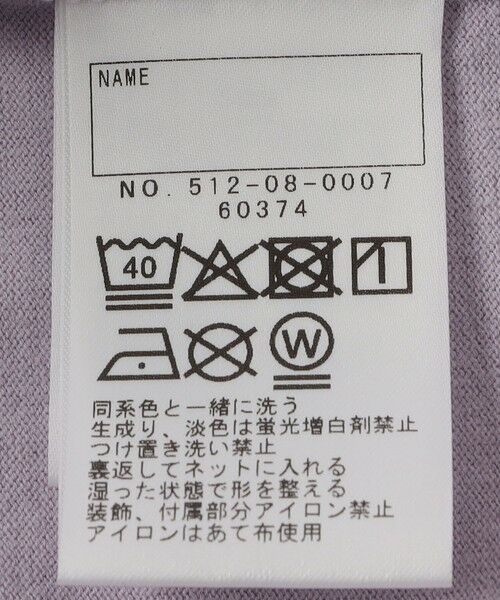 NAME
NO. 512-08-0007
60374
40
W
同系色と一緒に洗う
生成り、淡色は蛍光増白剤禁止
つけ置き洗い禁止
裏返してネットに入れる
湿った状態で形を整える
装飾、付属部分アイロン禁止
アイロンはあて布使用